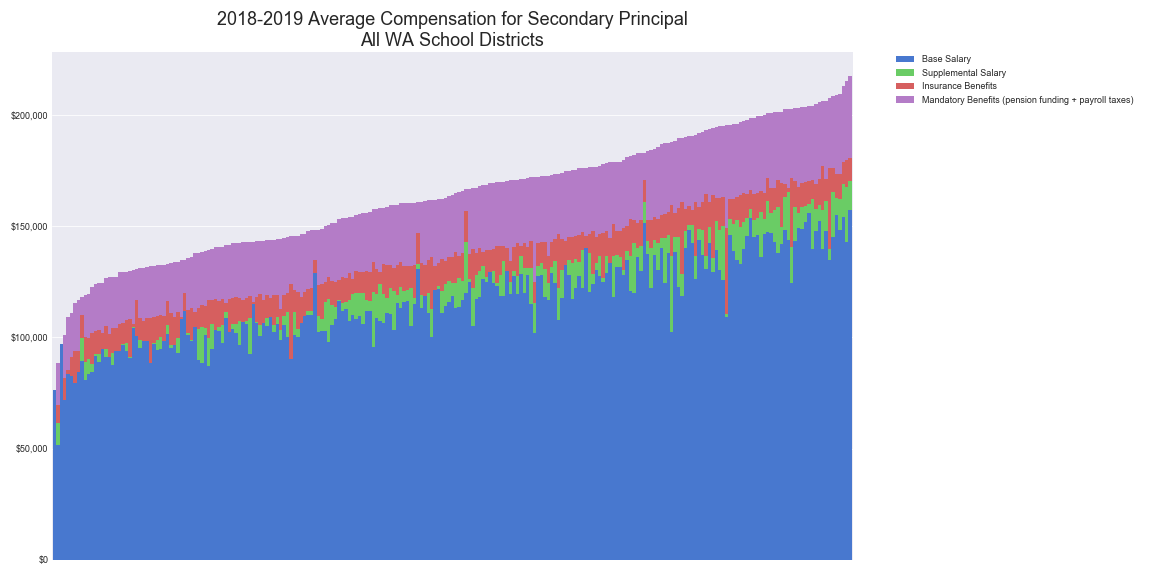 2018-2019 Average Compensation for Secondary Principal
All WA School Districts
Base Salary
Supplemental Salary
Insurance Benefits
Mandatory Benefits (pension funding + payroll taxes)
$200,000
$150,000
$100,000
$50,000
$0